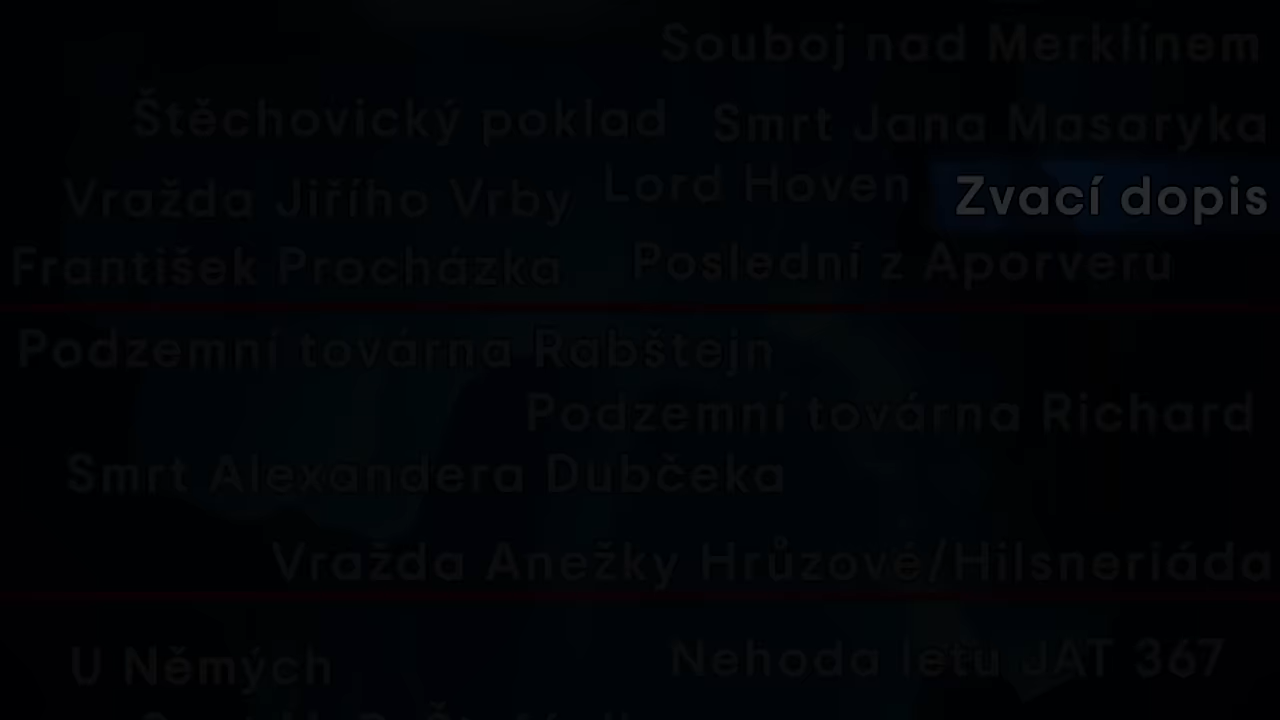 Souboj nad Merklínem
Štěchovický poklad
Smrt Jana Masaryka
Vražda Jiřího Vrby
Lord Hoven
Zvací dopis
František Procházka
Poslední z Aporveru
Podzemní továrna Rabštejn
Podzemní továrna Richard
Smrt Alexandera Dubčeka
Vražda Anežky Hrůzové/Hilsneriáda
U Němých
Nehoda letu JAT 367